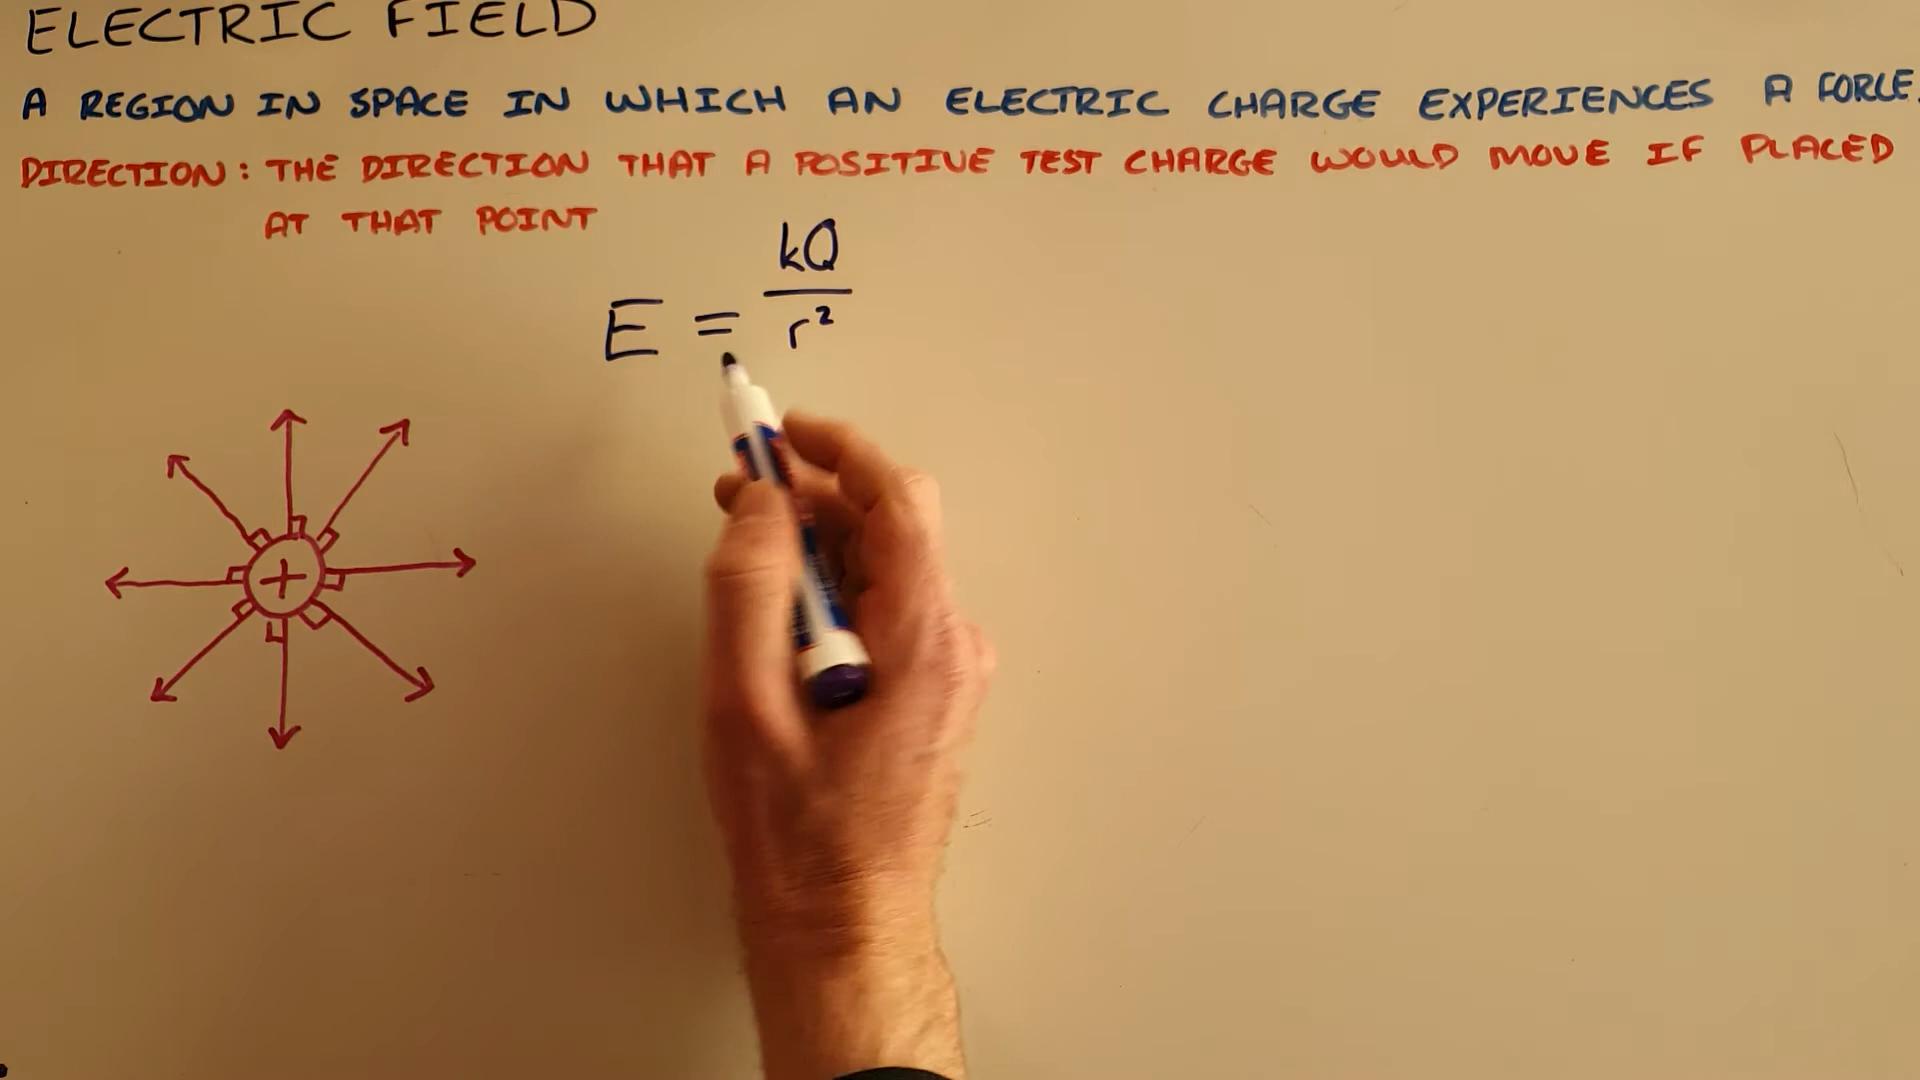 ELECTRIC FIELD
A REGION IN SPACE IN WHICH AN ELECTRIC CHARGE EXPERIENCES A FORCE.
DIRECTION: THE DIRECTION THAT A POSITIVE TEST CHARGE WOULD MOVE IF PLACED
AT THAT POINT
E = kQ/r²
+